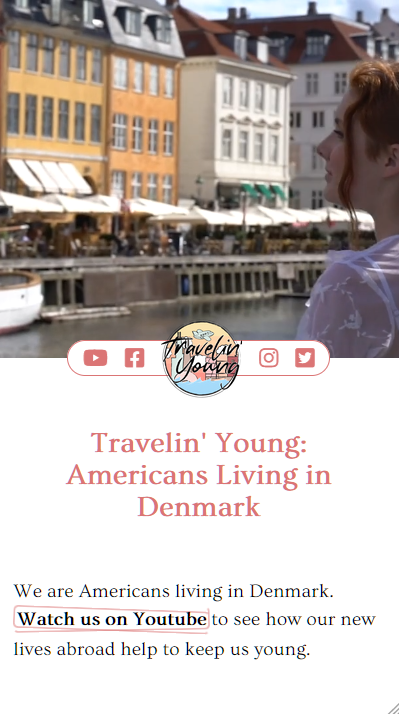 Travelin'
Young
Travelin' Young:
Americans Living in
Denmark
We are Americans living in Denmark.
Watch us on Youtube to see how our new
lives abroad help to keep us young.